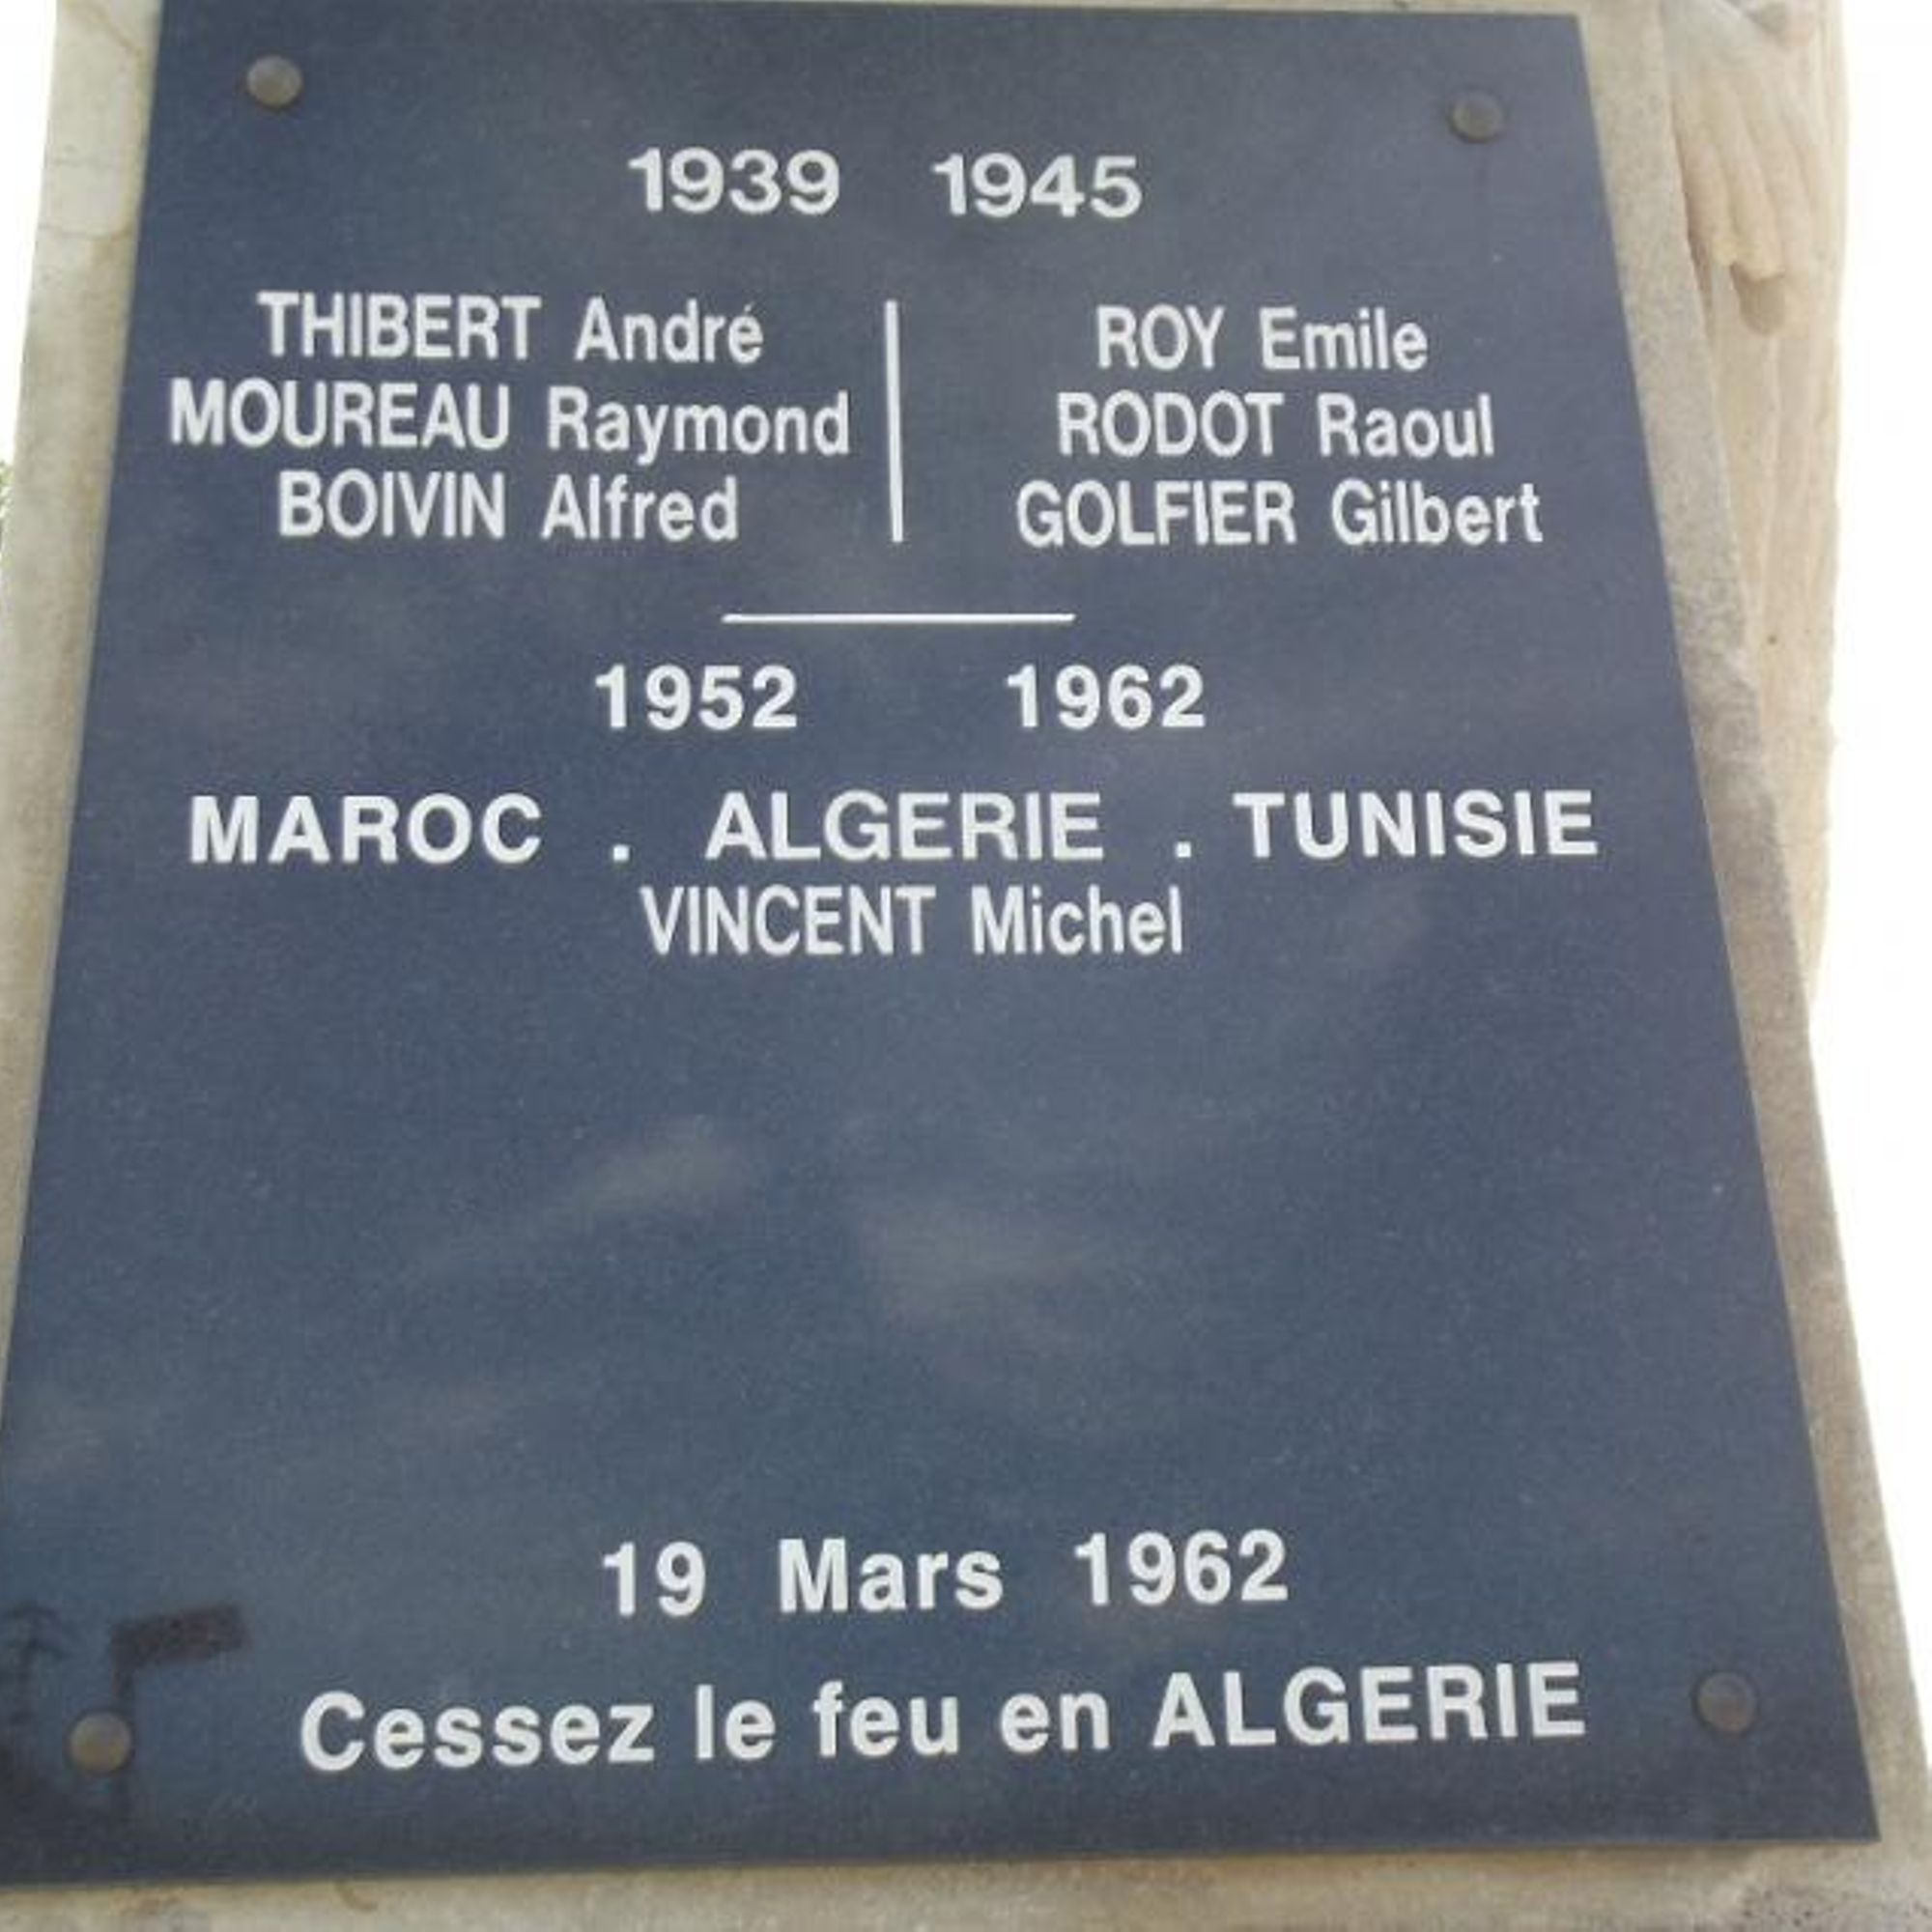 1939 1945
THIBERT André
MOUREAU Raymond
BOIVIN Alfred
ROY Emile
RODOT Raoul
GOLFIER Gilbert
1952 1962
MAROC . ALGERIE . TUNISIE
VINCENT Michel
19 Mars 1962
Cessez le feu en ALGERIE